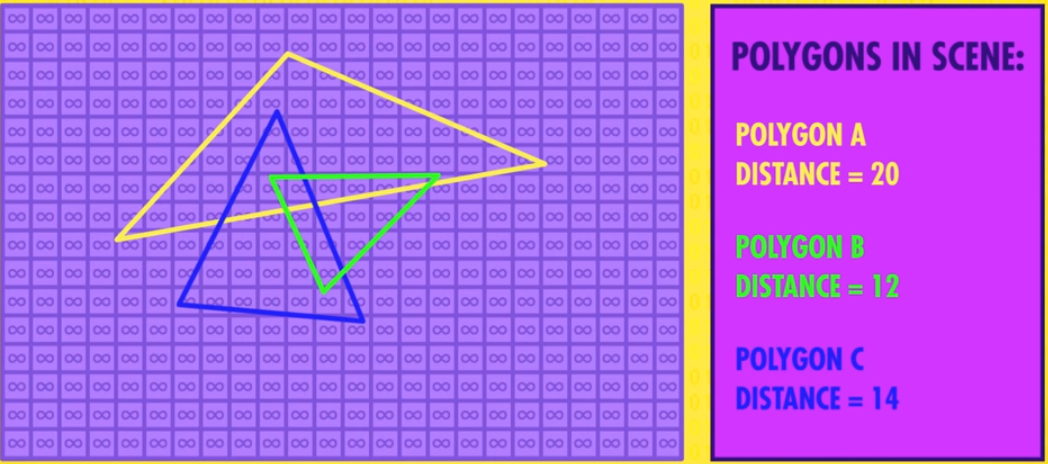 POLYGONS IN SCENE:
POLYGON A
DISTANCE = 20
POLYGON B
DISTANCE = 12
POLYGON C
DISTANCE = 14